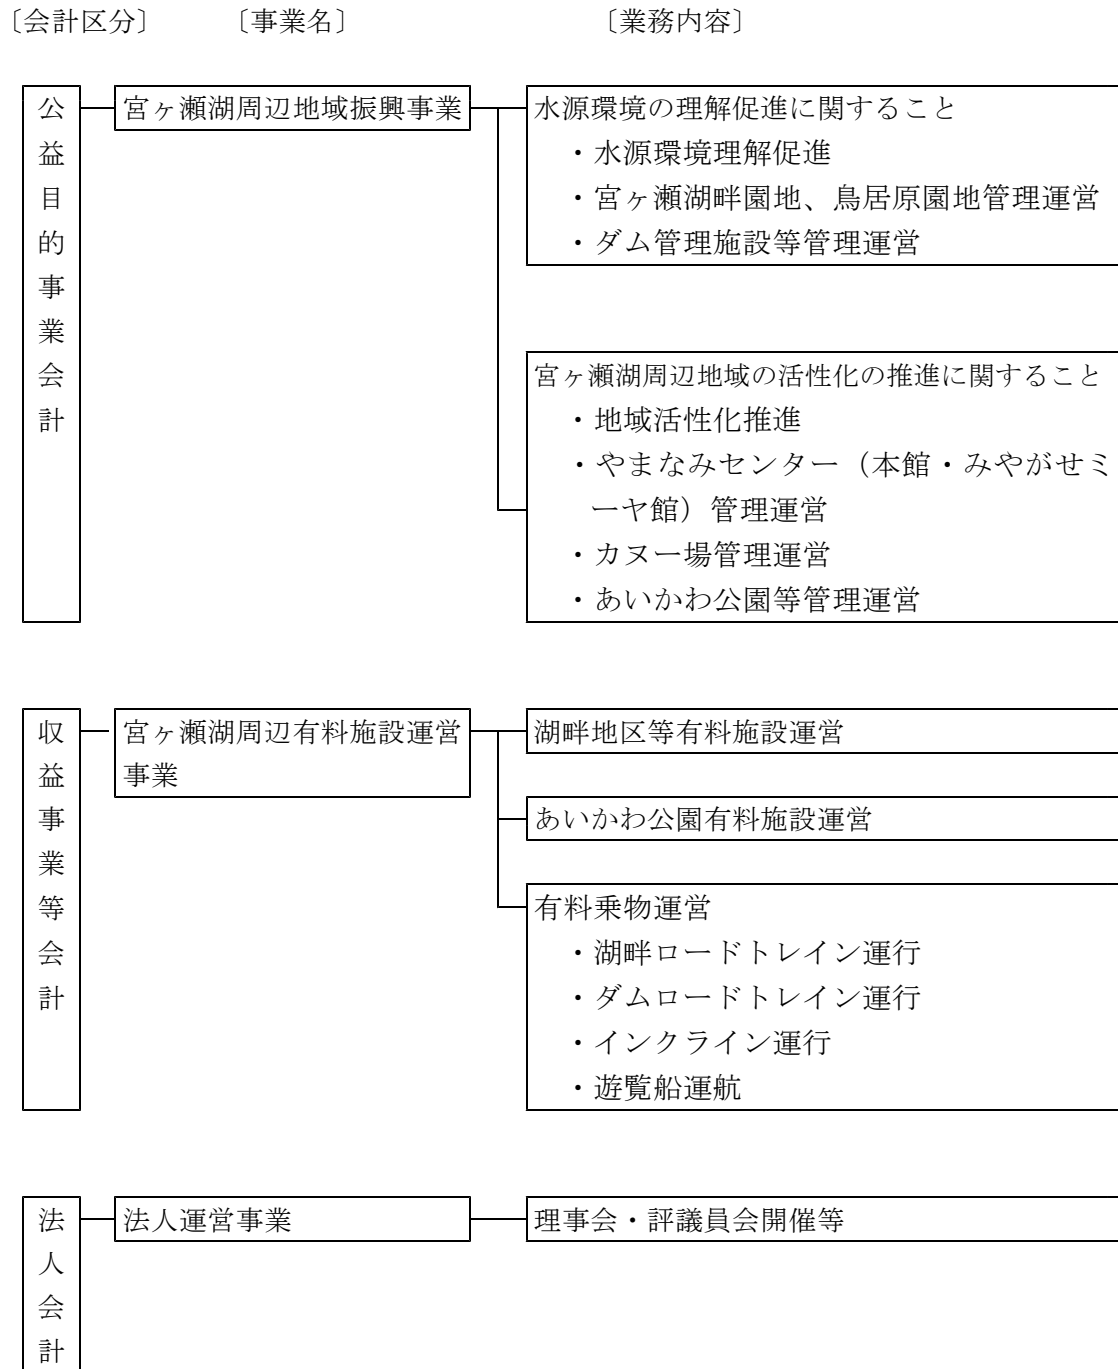 〔会計区分〕 〔事業名〕 〔業務内容〕
公益目的事業会計
宮ヶ瀬湖周辺地域振興事業
水源環境の理解促進に関すること
・水源環境理解促進
・宮ヶ瀬湖畔園地、鳥居原園地管理運営
・ダム管理施設等管理運営
宮ヶ瀬湖周辺地域の活性化の推進に関すること
・地域活性化推進
・やまなみセンター（本館・みやがせミ
ーヤ館）管理運営
・カヌー場管理運営
・あいかわ公園等管理運営
収益事業等会計
宮ヶ瀬湖周辺有料施設運営
事業
湖畔地区等有料施設運営
あいかわ公園有料施設運営
有料乗物運営
・湖畔ロードトレイン運行
・ダムロードトレイン運行
・インクライン運行
・遊覧船運航
法人会計
法人運営事業
理事会・評議員会開催等